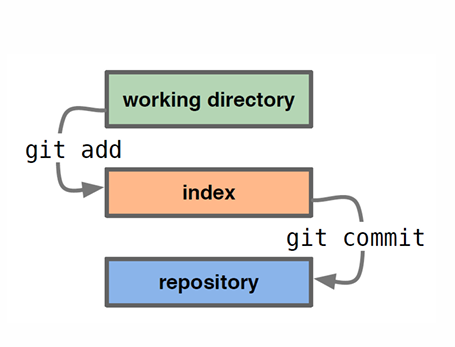 working directory
git add
index
git commit
repository